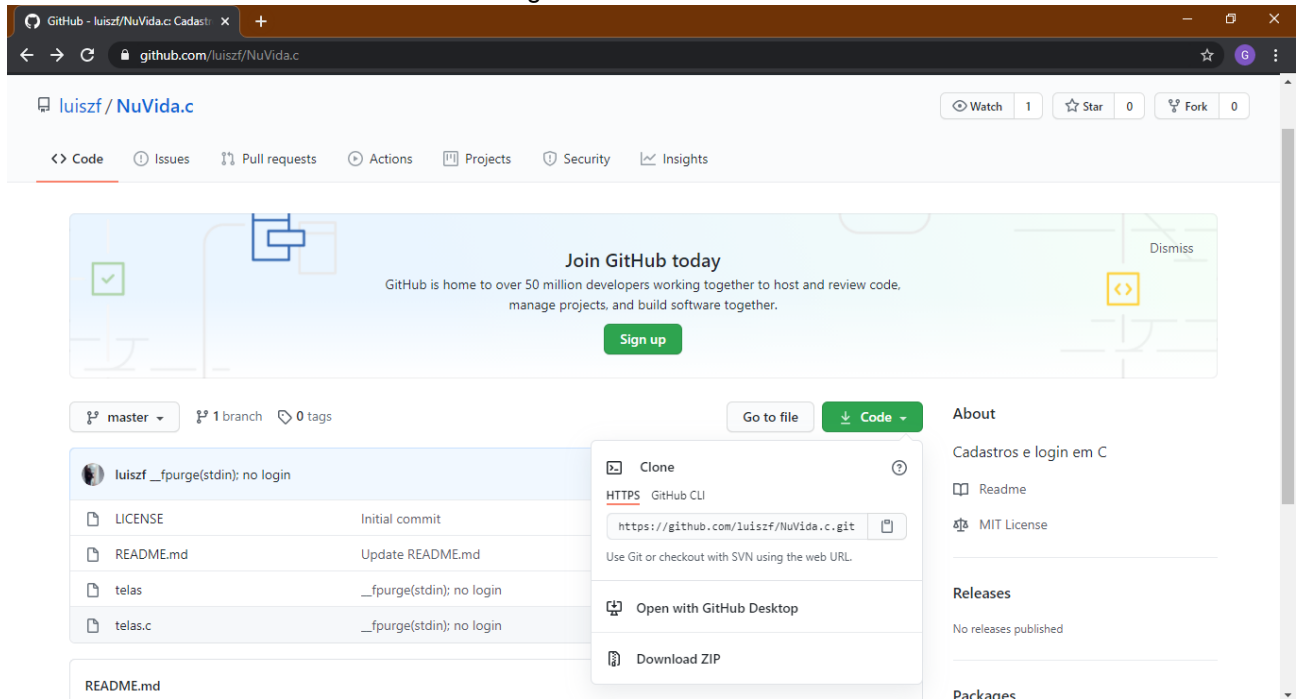 GitHub - luiszf/NuVida.c: Cadastr
github.com/luiszf/NuVida.c
G
luiszf / NuVida.c
Watch 1 Star 0 Fork 0
Code Issues Pull requests Actions Projects Security Insights
Dismiss
Join GitHub today
GitHub is home to over 50 million developers working together to host and review code,
manage projects, and build software together.
Sign up
master 1 branch 0 tags
Go to file Code
luiszf __fpurge(stdin); no login
LICENSE Initial commit
README.md Update README.md
telas __fpurge(stdin); no login
telas.c __fpurge(stdin); no login
README.md
Clone
HTTPS GitHub CLI
https://github.com/luiszf/NuVida.c.git
Use Git or checkout with SVN using the web URL.
Open with GitHub Desktop
Download ZIP
About
Cadastros e login em C
Readme
MIT License
Releases
No releases published
Packages